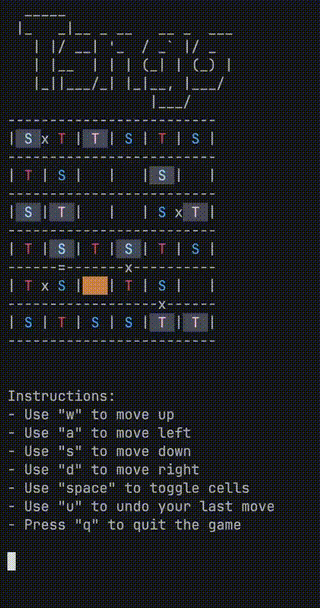 Tango
| S x T | T | S | T | S |
| T | S |   |   | S |   |
| S | T |   |   | S x T |
| T | S | T | S | T | S |
= x
| T x S |   | T | S |   |
x
| S | T | S | S | T | T |
Instructions:
- Use "w" to move up
- Use "a" to move left
- Use "s" to move down
- Use "d" to move right
- Use "space" to toggle cells
- Use "u" to undo your last move
- Press "q" to quit the game